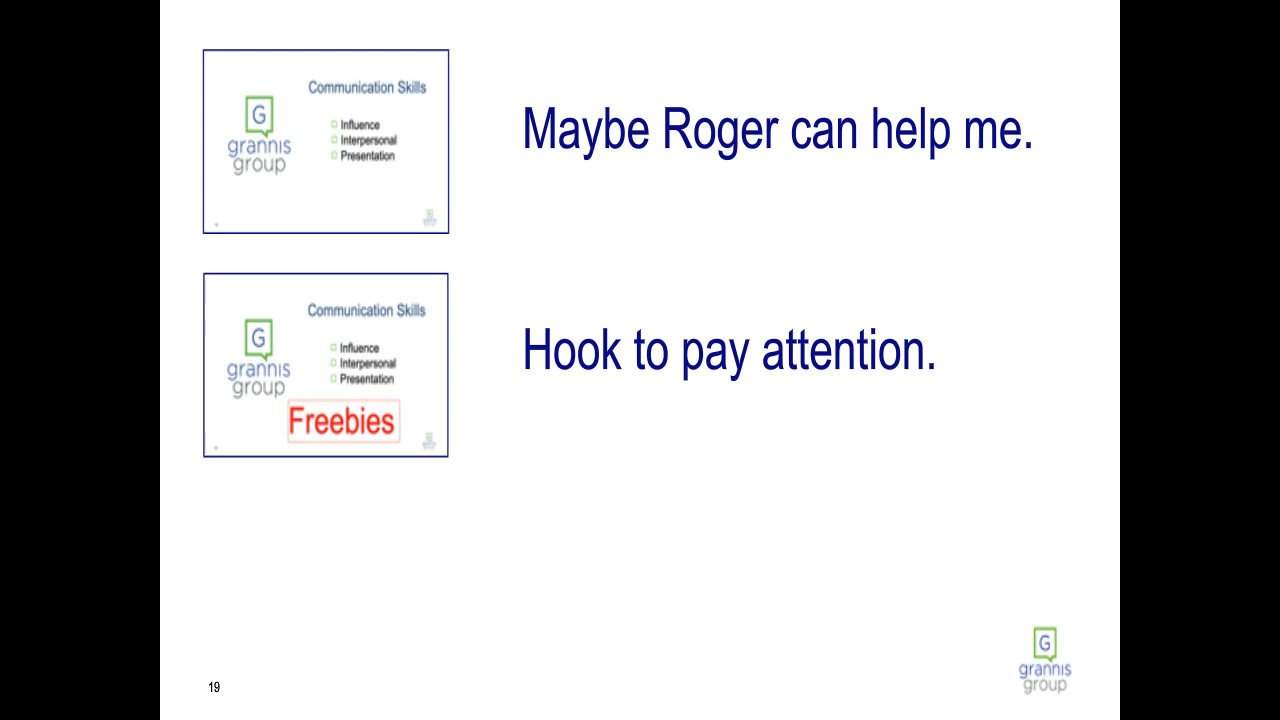 Communication Skills
G
grannis
group
Influence
Interpersonal
Presentation
Maybe Roger can help me.
Communication Skills
G
grannis
group
Influence
Interpersonal
Presentation
Freebies
Hook to pay attention.
19
G
grannis
group